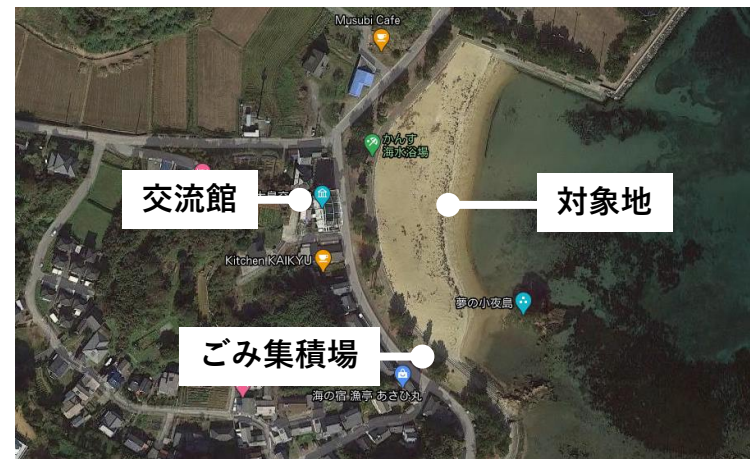 Musubi Cafe
かんす
海水浴場
交流館
対象地
Kitchen KAIKYU
夢の小夜島
ごみ集積場
海の宿 漁亭 あさひ丸